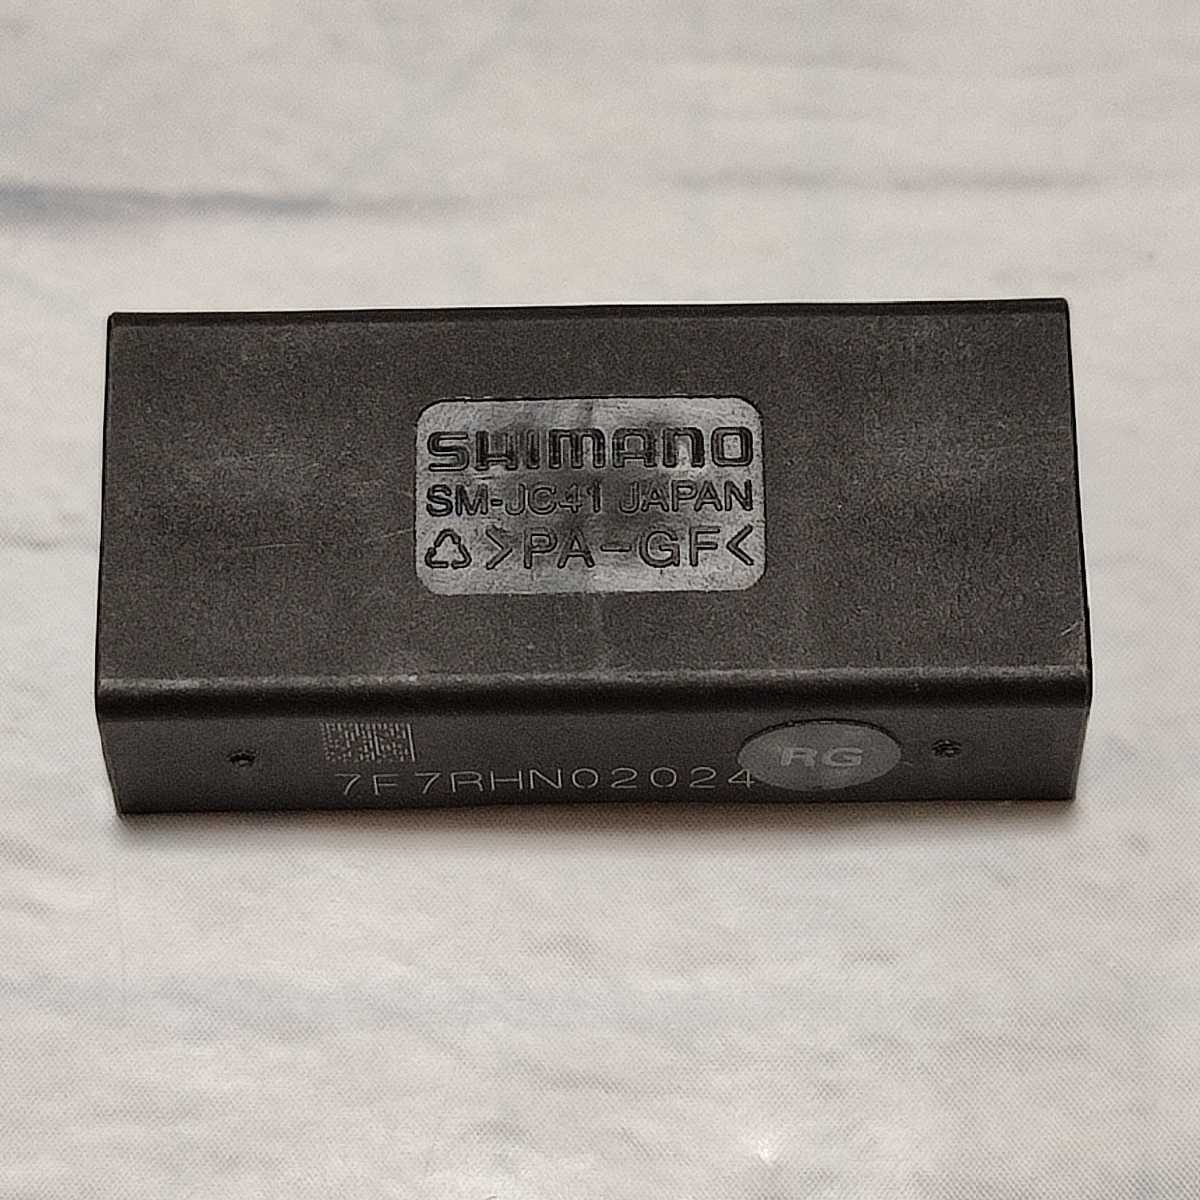 SHIMANO
SM-JC41 JAPAN
>PA-GF<
7F7RHN02024
RG